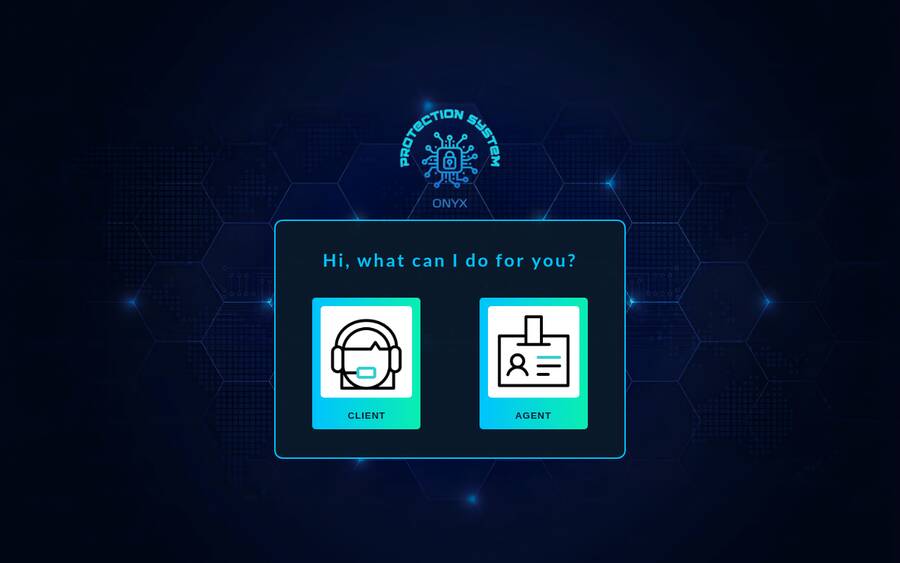 PROTECTION SYSTEM
ONYX
Hi, what can I do for you?
CLIENT
AGENT